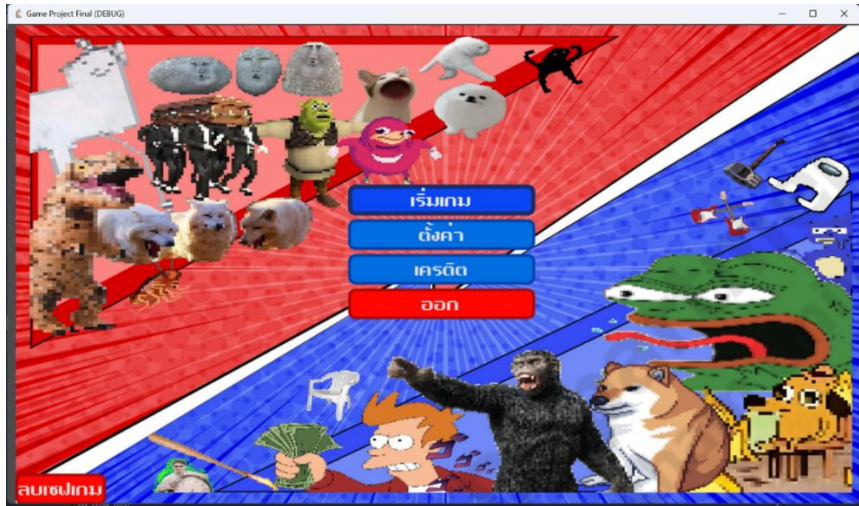 Game Project Final (DEBUG)
เริ่มเกม
ตั้งค่า
เครดิต
ออก
ลบเซฟเกม